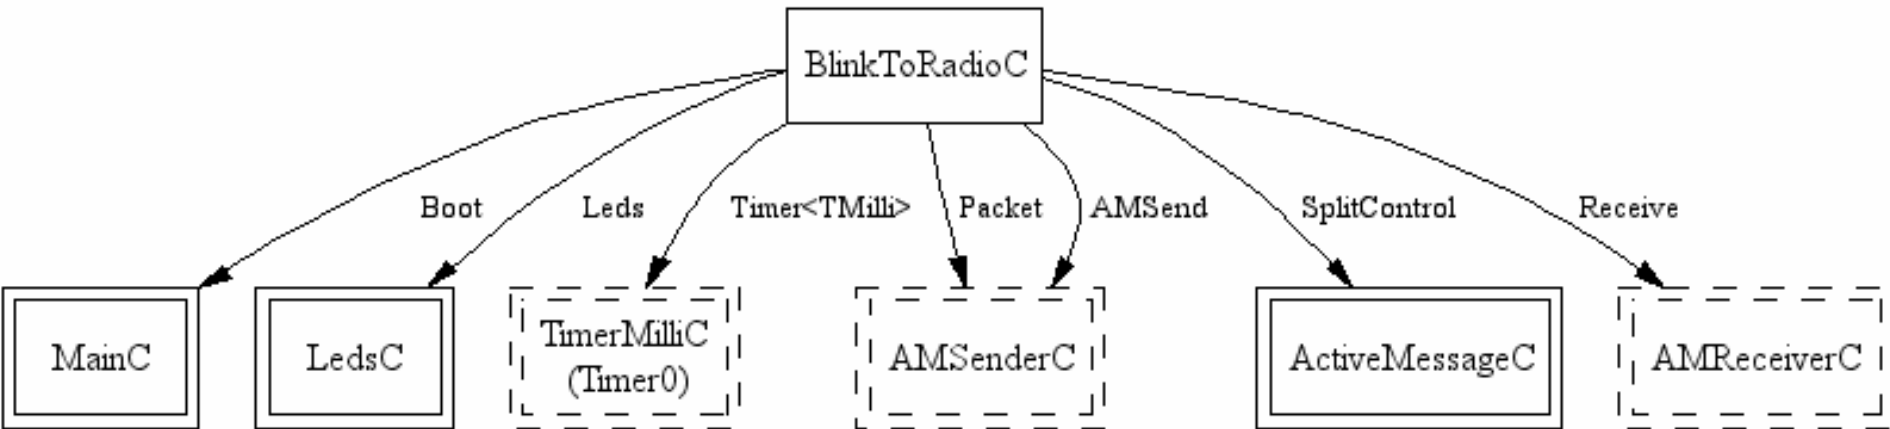 BlinkToRadioC
Boot
Leds
Timer<TMilli>
Packet
AMSend
SplitControl
Receive
MainC
LedsC
TimerMilliC
(Timer0)
AMSenderC
ActiveMessageC
AMReceiverC